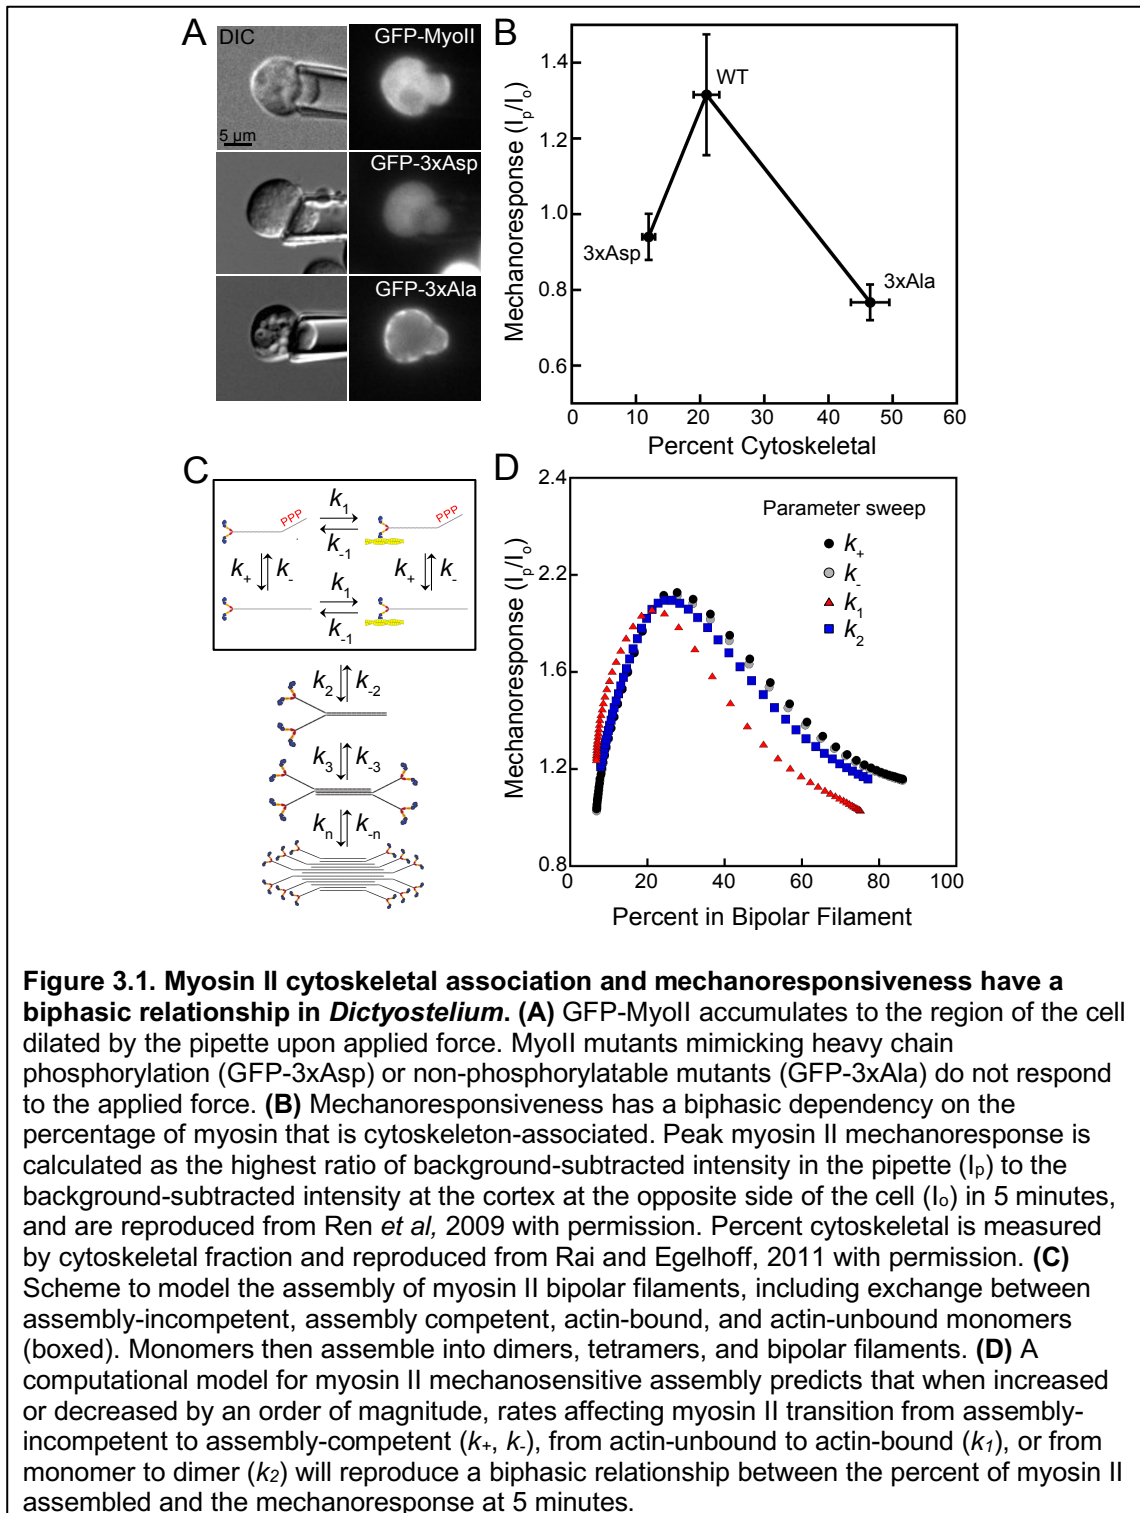 A
DIC
GFP-MyoII
5 µm
GFP-3xAsp
GFP-3xAla
B
Mechanoresponse (Ip/Io)
1.4
1.2
1.0
0.8
0.6
WT
3xAsp
3xAla
0 10 20 30 40 50 60
Percent Cytoskeletal
C
PPP k1 k-1 PPP
k+ k- k+ k-
k1
k-1
k2 k-2
k3 k-3
kn k-n
D
Mechanoresponse (Ip/Io)
2.4
2.2
1.6
1.2
0.8
Parameter sweep
k+
k-
k1
k2
0 20 40 60 80 100
Percent in Bipolar Filament
Figure 3.1. Myosin II cytoskeletal association and mechanoresponsiveness have a
biphasic relationship in Dictyostelium. (A) GFP-MyoII accumulates to the region of the cell
dilated by the pipette upon applied force. MyoII mutants mimicking heavy chain
phosphorylation (GFP-3xAsp) or non-phosphorylatable mutants (GFP-3xAla) do not respond
to the applied force. (B) Mechanoresponsiveness has a biphasic dependency on the
percentage of myosin that is cytoskeleton-associated. Peak myosin II mechanoresponse is
calculated as the highest ratio of background-subtracted intensity in the pipette (Ip) to the
background-subtracted intensity at the cortex at the opposite side of the cell (Io) in 5 minutes,
and are reproduced from Ren et al, 2009 with permission. Percent cytoskeletal is measured
by cytoskeletal fraction and reproduced from Rai and Egelhoff, 2011 with permission. (C)
Scheme to model the assembly of myosin II bipolar filaments, including exchange between
assembly-incompetent, assembly competent, actin-bound, and actin-unbound monomers
(boxed). Monomers then assemble into dimers, tetramers, and bipolar filaments. (D) A
computational model for myosin II mechanosensitive assembly predicts that when increased
or decreased by an order of magnitude, rates affecting myosin II transition from assembly-
incompetent to assembly-competent (k+, k-), from actin-unbound to actin-bound (k1), or from
monomer to dimer (k2) will reproduce a biphasic relationship between the percent of myosin II
assembled and the mechanoresponse at 5 minutes.